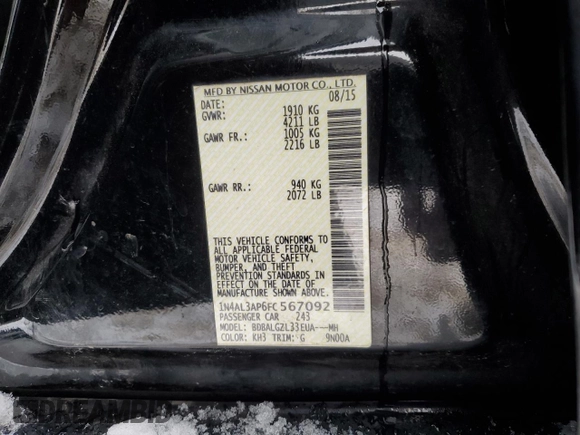 MFD BY NISSAN MOTOR CO., LTD.
DATE: 08/15
GVWR: 1910 KG
4211 LB
GAWR FR.: 1005 KG
2216 LB
GAWR RR.: 940 KG
2072 LB
THIS VEHICLE CONFORMS TO
ALL APPLICABLE FEDERAL
MOTOR VEHICLE SAFETY,
BUMPER, AND THEFT
PREVENTION STANDARDS IN
EFFECT ON THE DATE OF
MANUFACTURE SHOWN ABOVE.
1N4AL3AP6FC567092
PASSENGER CAR 243
MODEL: BDBALGZL33EUA---MH
COLOR: KH3 TRIM: G 9N00A
DREAMBID